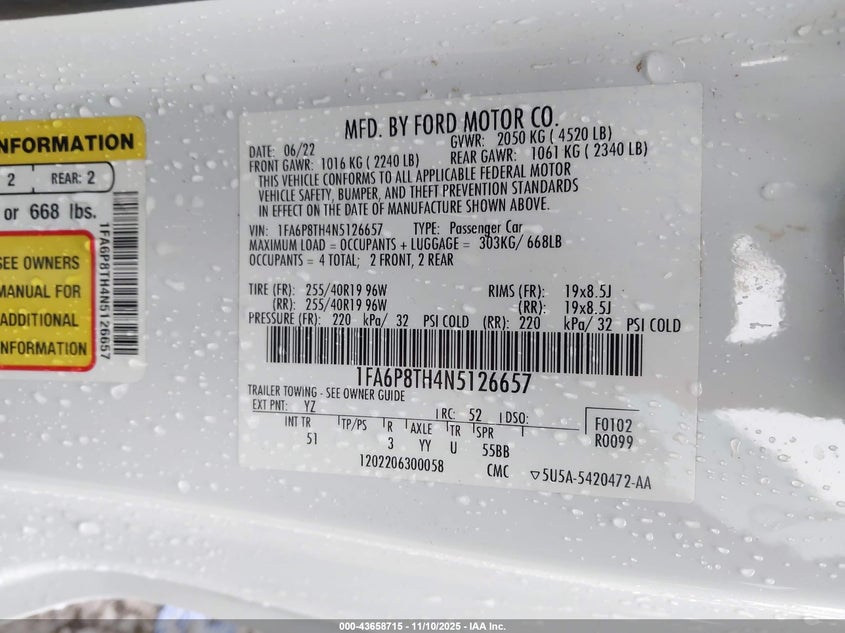 NFORMATION
2 REAR: 2
or 668 lbs.
SEE OWNERS
MANUAL FOR
ADDITIONAL
INFORMATION
1FA6P8TH4N5126657
MFD. BY FORD MOTOR CO.
DATE: 06/22 GVWR: 2050 KG ( 4520 LB)
FRONT GAWR: 1016 KG ( 2240 LB) REAR GAWR: 1061 KG ( 2340 LB)
THIS VEHICLE CONFORMS TO ALL APPLICABLE FEDERAL MOTOR
VEHICLE SAFETY, BUMPER, AND THEFT PREVENTION STANDARDS
IN EFFECT ON THE DATE OF MANUFACTURE SHOWN ABOVE.
VIN: 1FA6P8TH4N5126657 TYPE: Passenger Car
MAXIMUM LOAD = OCCUPANTS + LUGGAGE = 303KG/ 668LB
OCCUPANTS = 4 TOTAL; 2 FRONT, 2 REAR
TIRE (FR): 255/40R19 96W RIMS (FR): 19x8.5J
(RR): 255/40R19 96W (RR): 19x8.5J
PRESSURE (FR): 220 kPa/ 32 PSI COLD (RR): 220 kPa/ 32 PSI COLD
1FA6P8TH4N5126657
TRAILER TOWING - SEE OWNER GUIDE
EXT PNT: YZ RC: 52 DSO: F0102
INT TR TP/PS R AXLE TR SPR R0099
51 3 YY U 55BB
1202206300058 CMC ▽5U5A-5420472-AA
000-43658715 - 11/10/2025 - IAA Inc.